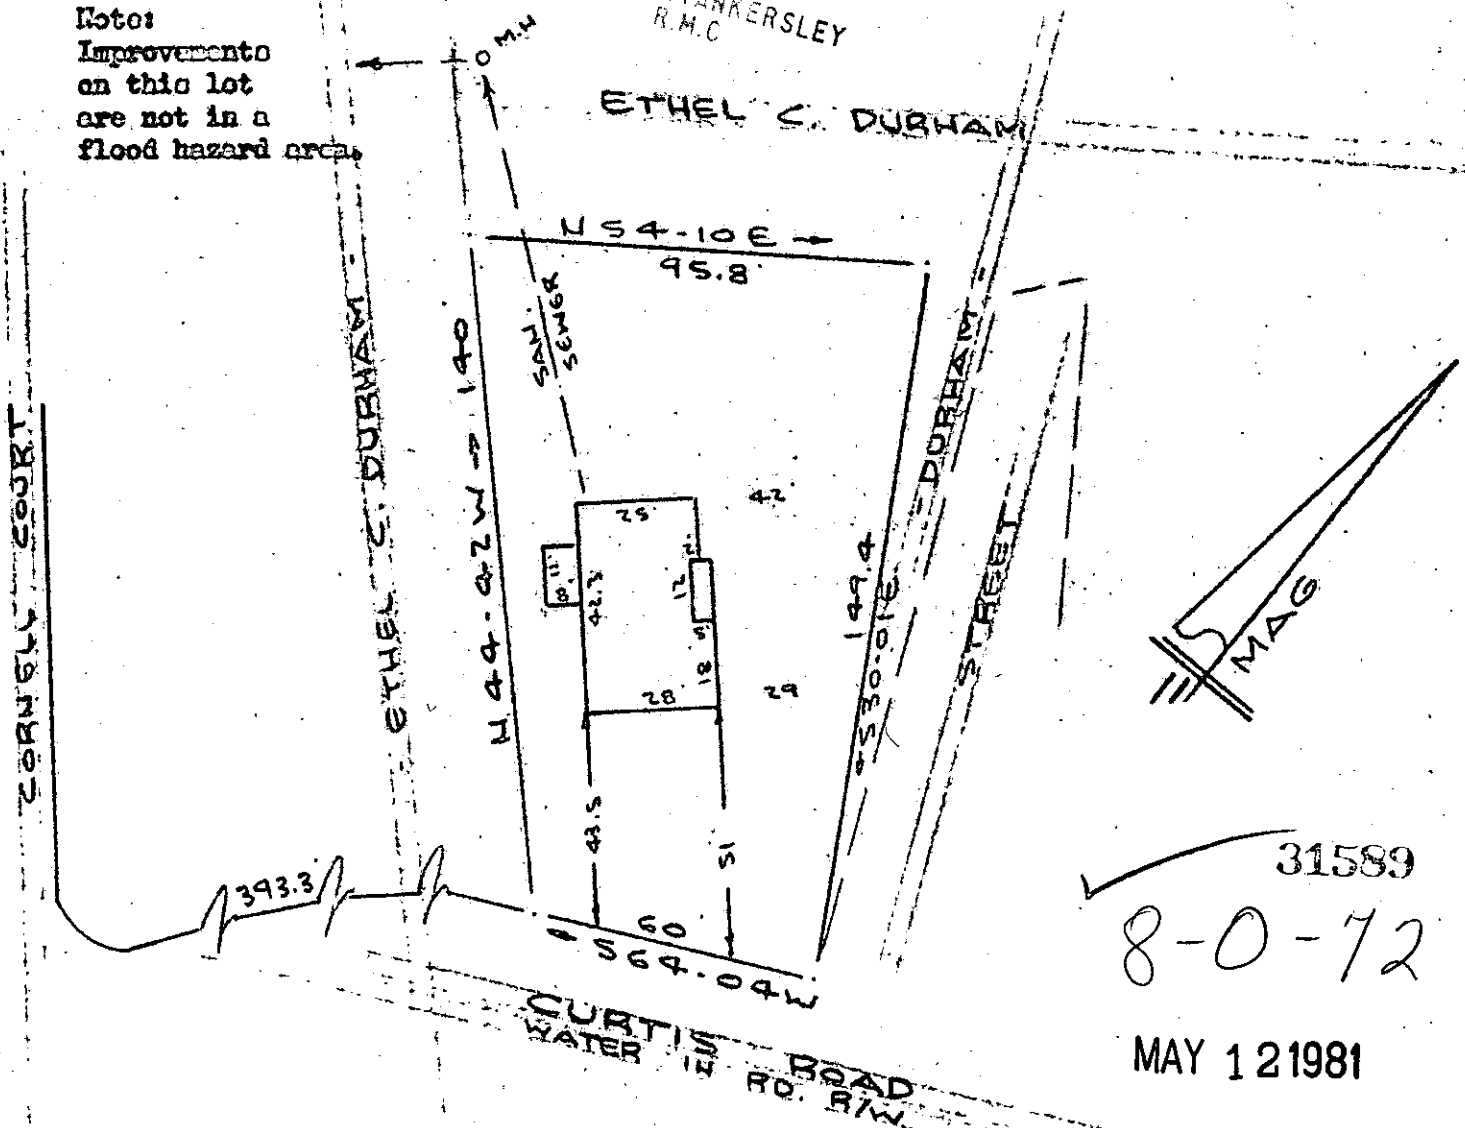 Note:
Improvements
on this lot
are not in a
flood hazard area.
M.H
TANKERSLEY
R.M.C
ETHEL C. DURHAM
N 54-10 E
95.8'
SAN. SEWER
N 44-42 W 140
ETHEL C. DURHAM
CORNELL COURT
DURHAM
STREET
S 30-01 E 149.4
25'
42'
11
8
42.3
12
18
28'
29
43.5
51
393.3'
60
S 64-04 W
CURTIS ROAD
WATER IN RD. R/W.
MAG
31589
8-0-72
MAY 12 1981